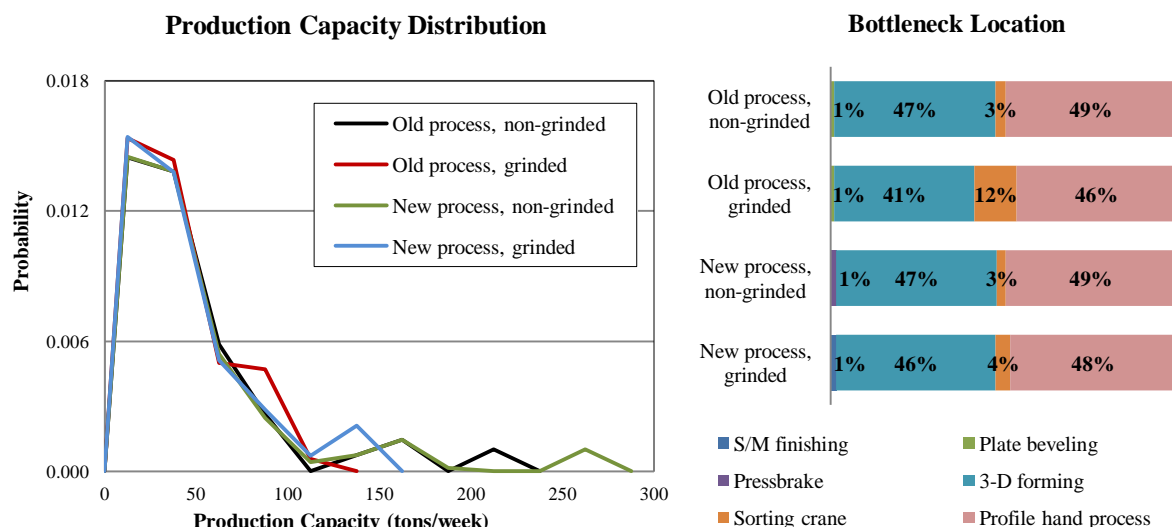 Production Capacity Distribution
0.018
0.012
0.006
0.000
Probability
0 50 100 150 200 250 300
Production Capacity (tons/week)
Old process, non-grinded
Old process, grinded
New process, non-grinded
New process, grinded
Bottleneck Location
Old process,
non-grinded
1% 47% 3% 49%
Old process,
grinded
1% 41% 12% 46%
New process,
non-grinded
1% 47% 3% 49%
New process,
grinded
1% 46% 4% 48%
S/M finishing
Plate beveling
Pressbrake
3-D forming
Sorting crane
Profile hand process